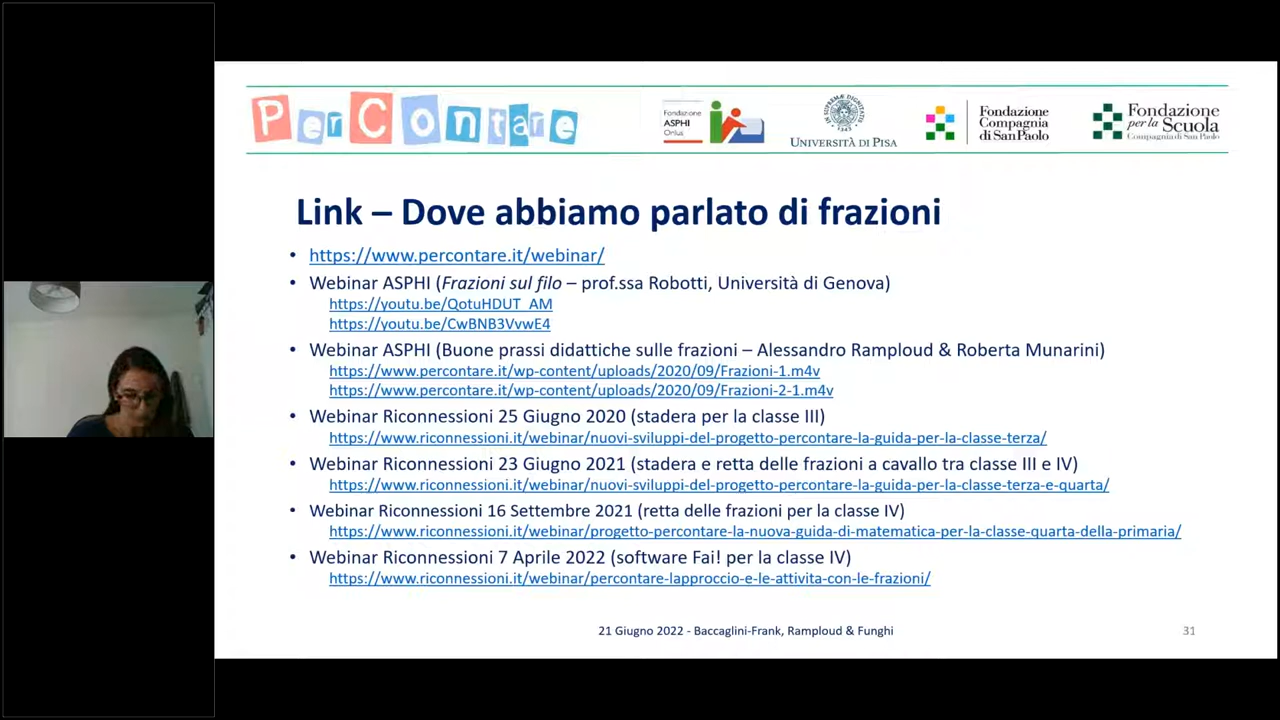 PerContare
Fondazione
ASPHI
Onlus
IN SUPREMÆ DIGNITATIS
1343
UNIVERSITÀ DI PISA
Fondazione
Compagnia
di San Paolo
Fondazione
per la Scuola
Compagnia di San Paolo
Link – Dove abbiamo parlato di frazioni
• https://www.percontare.it/webinar/
• Webinar ASPHI (Frazioni sul filo – prof.ssa Robotti, Università di Genova)
https://youtu.be/QotuHDUT_AM
https://youtu.be/CwBNB3VvwE4
• Webinar ASPHI (Buone prassi didattiche sulle frazioni – Alessandro Ramploud & Roberta Munarini)
https://www.percontare.it/wp-content/uploads/2020/09/Frazioni-1.m4v
https://www.percontare.it/wp-content/uploads/2020/09/Frazioni-2-1.m4v
• Webinar Riconnessioni 25 Giugno 2020 (stadera per la classe III)
https://www.riconnessioni.it/webinar/nuovi-sviluppi-del-progetto-percontare-la-guida-per-la-classe-terza/
• Webinar Riconnessioni 23 Giugno 2021 (stadera e retta delle frazioni a cavallo tra classe III e IV)
https://www.riconnessioni.it/webinar/nuovi-sviluppi-del-progetto-percontare-la-guida-per-la-classe-terza-e-quarta/
• Webinar Riconnessioni 16 Settembre 2021 (retta delle frazioni per la classe IV)
https://www.riconnessioni.it/webinar/progetto-percontare-la-nuova-guida-di-matematica-per-la-classe-quarta-della-primaria/
• Webinar Riconnessioni 7 Aprile 2022 (software Fai! per la classe IV)
https://www.riconnessioni.it/webinar/percontare-lapproccio-e-le-attivita-con-le-frazioni/
21 Giugno 2022 - Baccaglini-Frank, Ramploud & Funghi
31